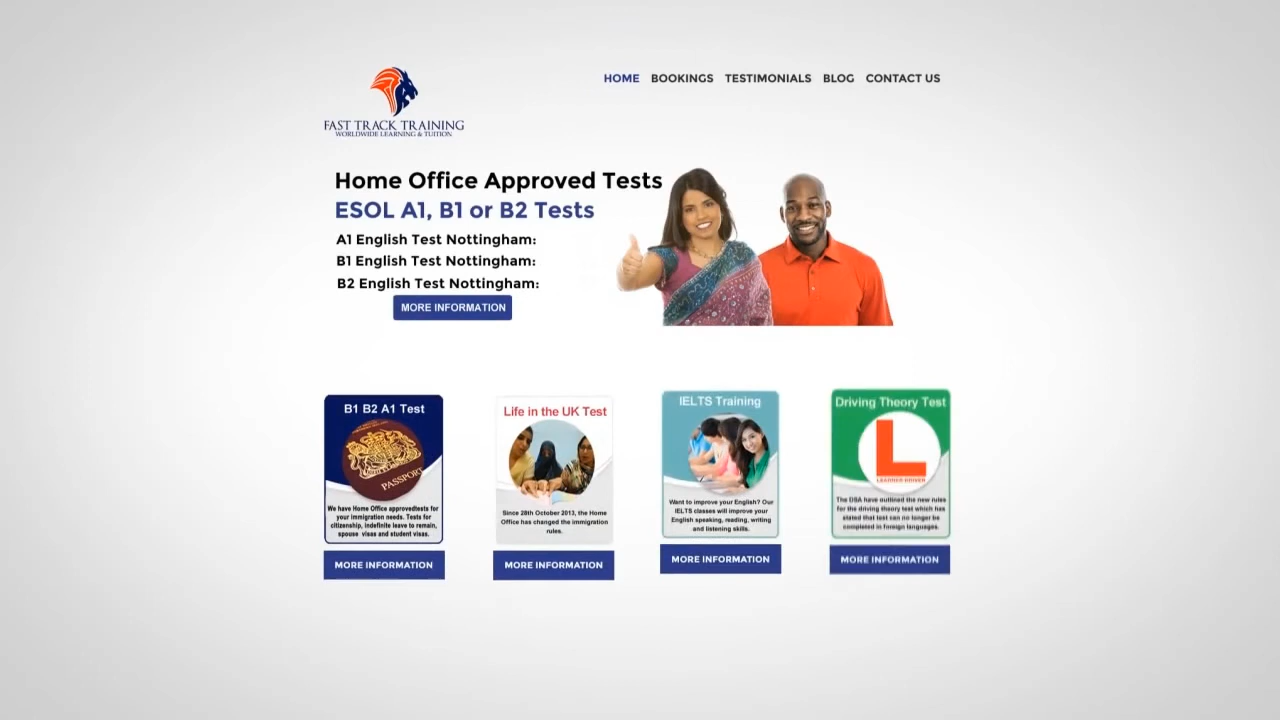 FAST TRACK TRAINING
WORLDWIDE LEARNING & TUITION
HOME BOOKINGS TESTIMONIALS BLOG CONTACT US
Home Office Approved Tests
ESOL A1, B1 or B2 Tests
A1 English Test Nottingham:
B1 English Test Nottingham:
B2 English Test Nottingham:
MORE INFORMATION
B1 B2 A1 Test
PASSPORT
We have Home Office approvedtests for
your immigration needs. Tests for
citizenship, indefinite leave to remain,
spouse visas and student visas.
MORE INFORMATION
Life in the UK Test
Since 28th October 2013, the Home
Office has changed the immigration
rules.
MORE INFORMATION
IELTS Training
Want to improve your English? Our
IELTS classes will improve your
English speaking, reading, writing
and listening skills.
MORE INFORMATION
Driving Theory Test
L
LEARNER DRIVER
The DSA have outlined the new rules
for the driving theory test which has
stated that test can no longer be
completed in foreign languages.
MORE INFORMATION